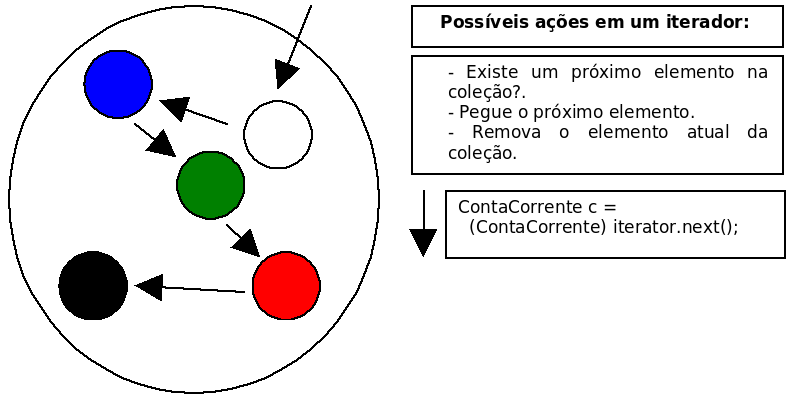 Possíveis ações em um iterador:
- Existe um próximo elemento na
coleção?.
- Pegue o próximo elemento.
- Remova o elemento atual da
coleção.
ContaCorrente c =
(ContaCorrente) iterator.next();